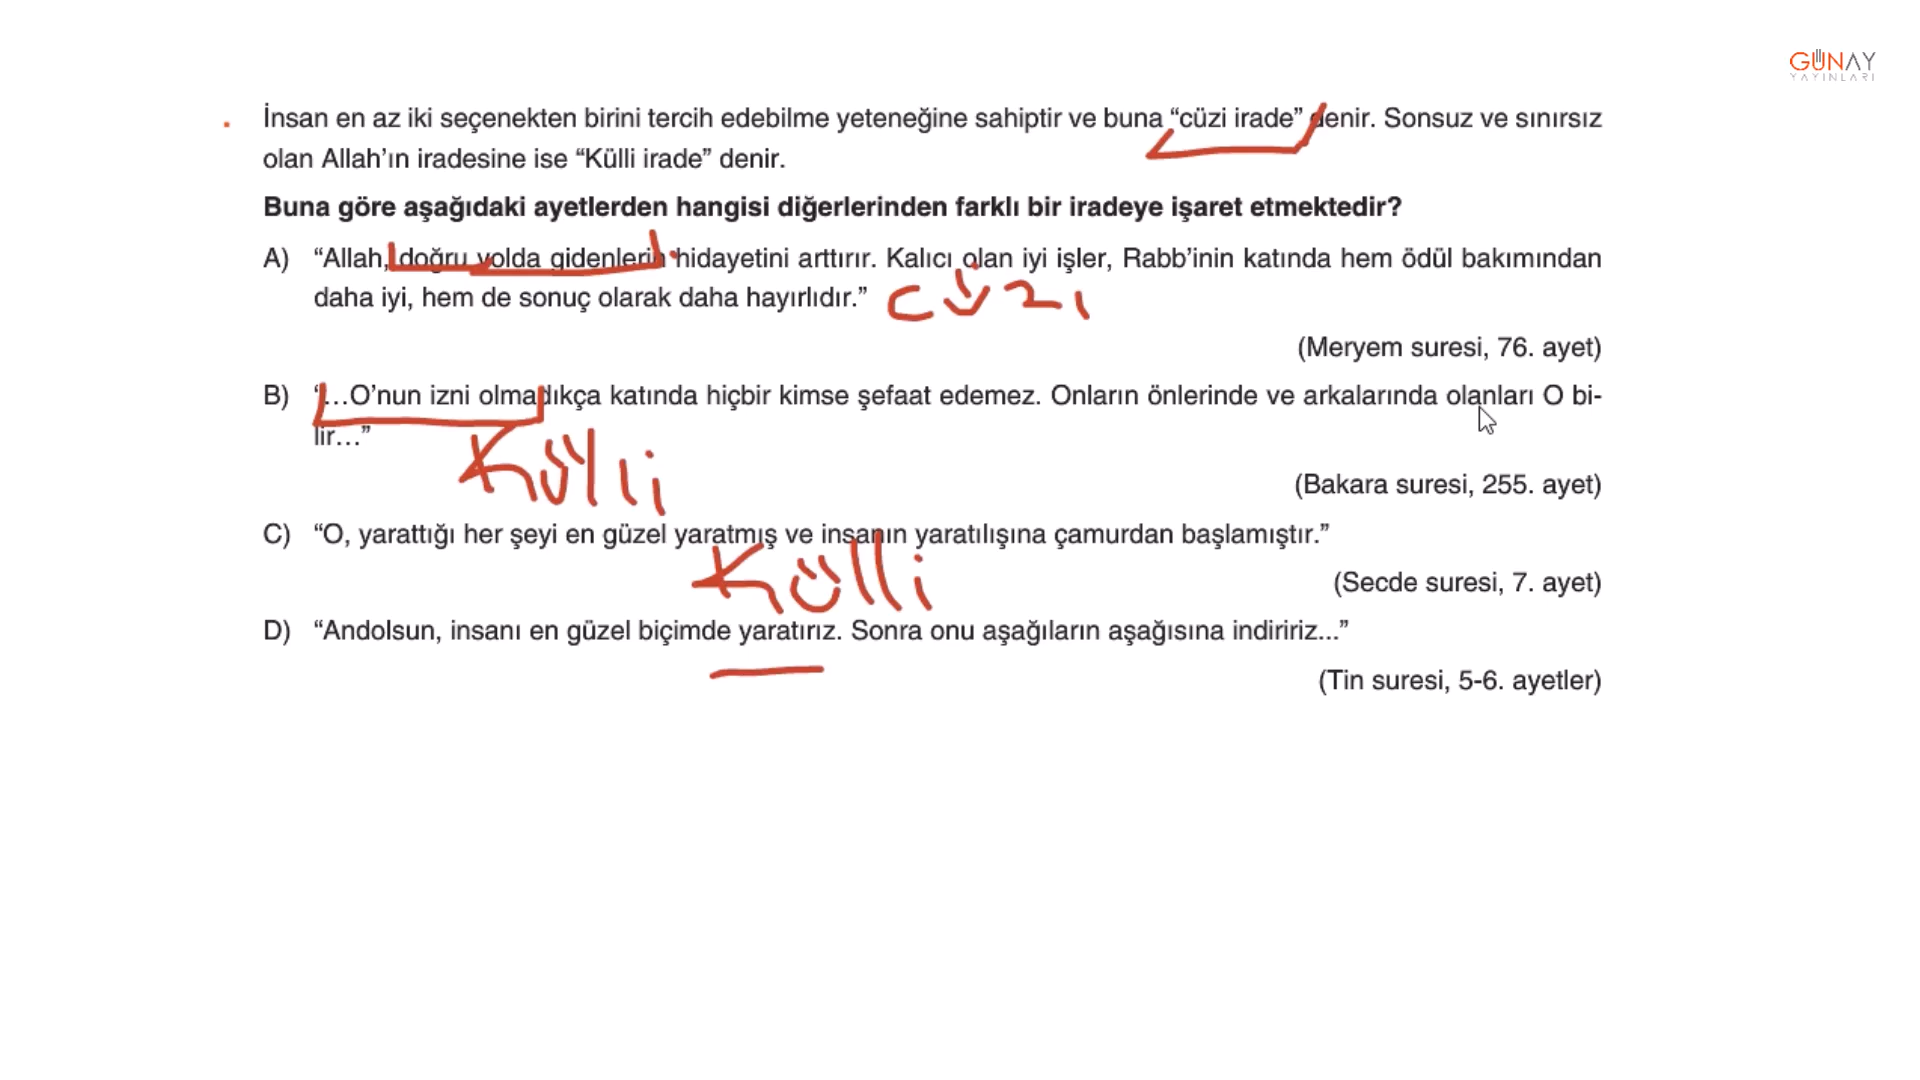 GÜNAY
YAYINLARI
İnsan en az iki seçenekten birini tercih edebilme yeteneğine sahiptir ve buna “cüzi irade” denir. Sonsuz ve sınırsız
olan Allah’ın iradesine ise “Külli irade” denir.
Buna göre aşağıdaki ayetlerden hangisi diğerlerinden farklı bir iradeye işaret etmektedir?
A) “Allah, doğru yolda gidenlerin hidayetini arttırır. Kalıcı olan iyi işler, Rabb’inin katında hem ödül bakımından
daha iyi, hem de sonuç olarak daha hayırlıdır.” cüzi
(Meryem suresi, 76. ayet)
B) “...O’nun izni olmadıkça katında hiçbir kimse şefaat edemez. Onların önlerinde ve arkalarında olanları O bi-
lir...”
Külli
(Bakara suresi, 255. ayet)
C) “O, yarattığı her şeyi en güzel yaratmış ve insanın yaratılışına çamurdan başlamıştır.”
Külli
(Secde suresi, 7. ayet)
D) “Andolsun, insanı en güzel biçimde yaratırız. Sonra onu aşağıların aşağısına indiririz...”
(Tin suresi, 5-6. ayetler)